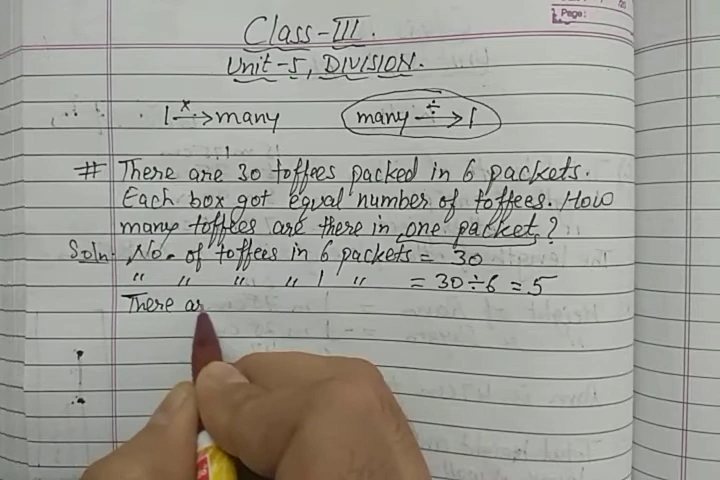 Page:
Class-III.
Unit-5, DIVISION.
1 x→ many many ÷→ 1
# There are 30 toffees packed in 6 packets.
Each box got equal number of toffees. How
many toffees are there in one packet?
Soln. No. of toffees in 6 packets = 30
" " " " 1 " = 30÷6 = 5
There ar